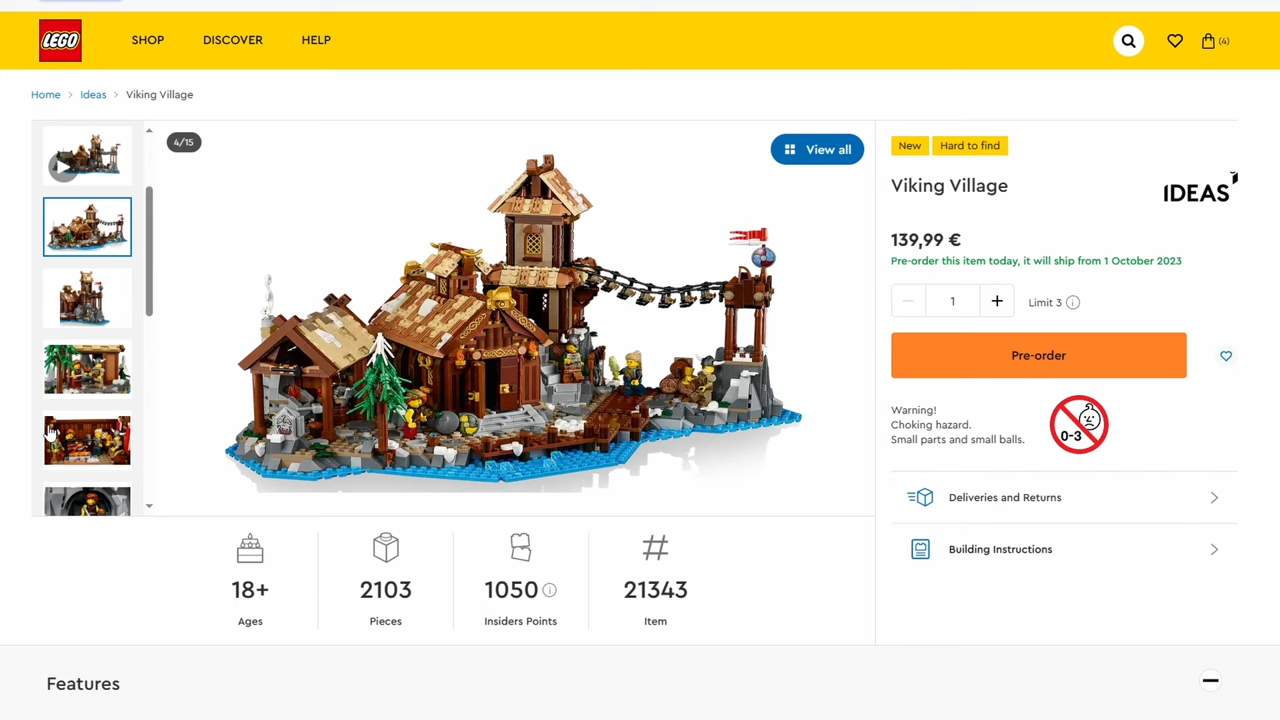 LEGO
SHOP
DISCOVER
HELP
(4)
Home > Ideas > Viking Village
4/15
View all
New
Hard to find
Viking Village
IDEAS
139,99 €
Pre-order this item today, it will ship from 1 October 2023
1
Limit 3
Pre-order
Warning!
Choking hazard.
Small parts and small balls.
0-3
Deliveries and Returns
Building Instructions
18+
Ages
2103
Pieces
1050
Insiders Points
21343
Item
Features